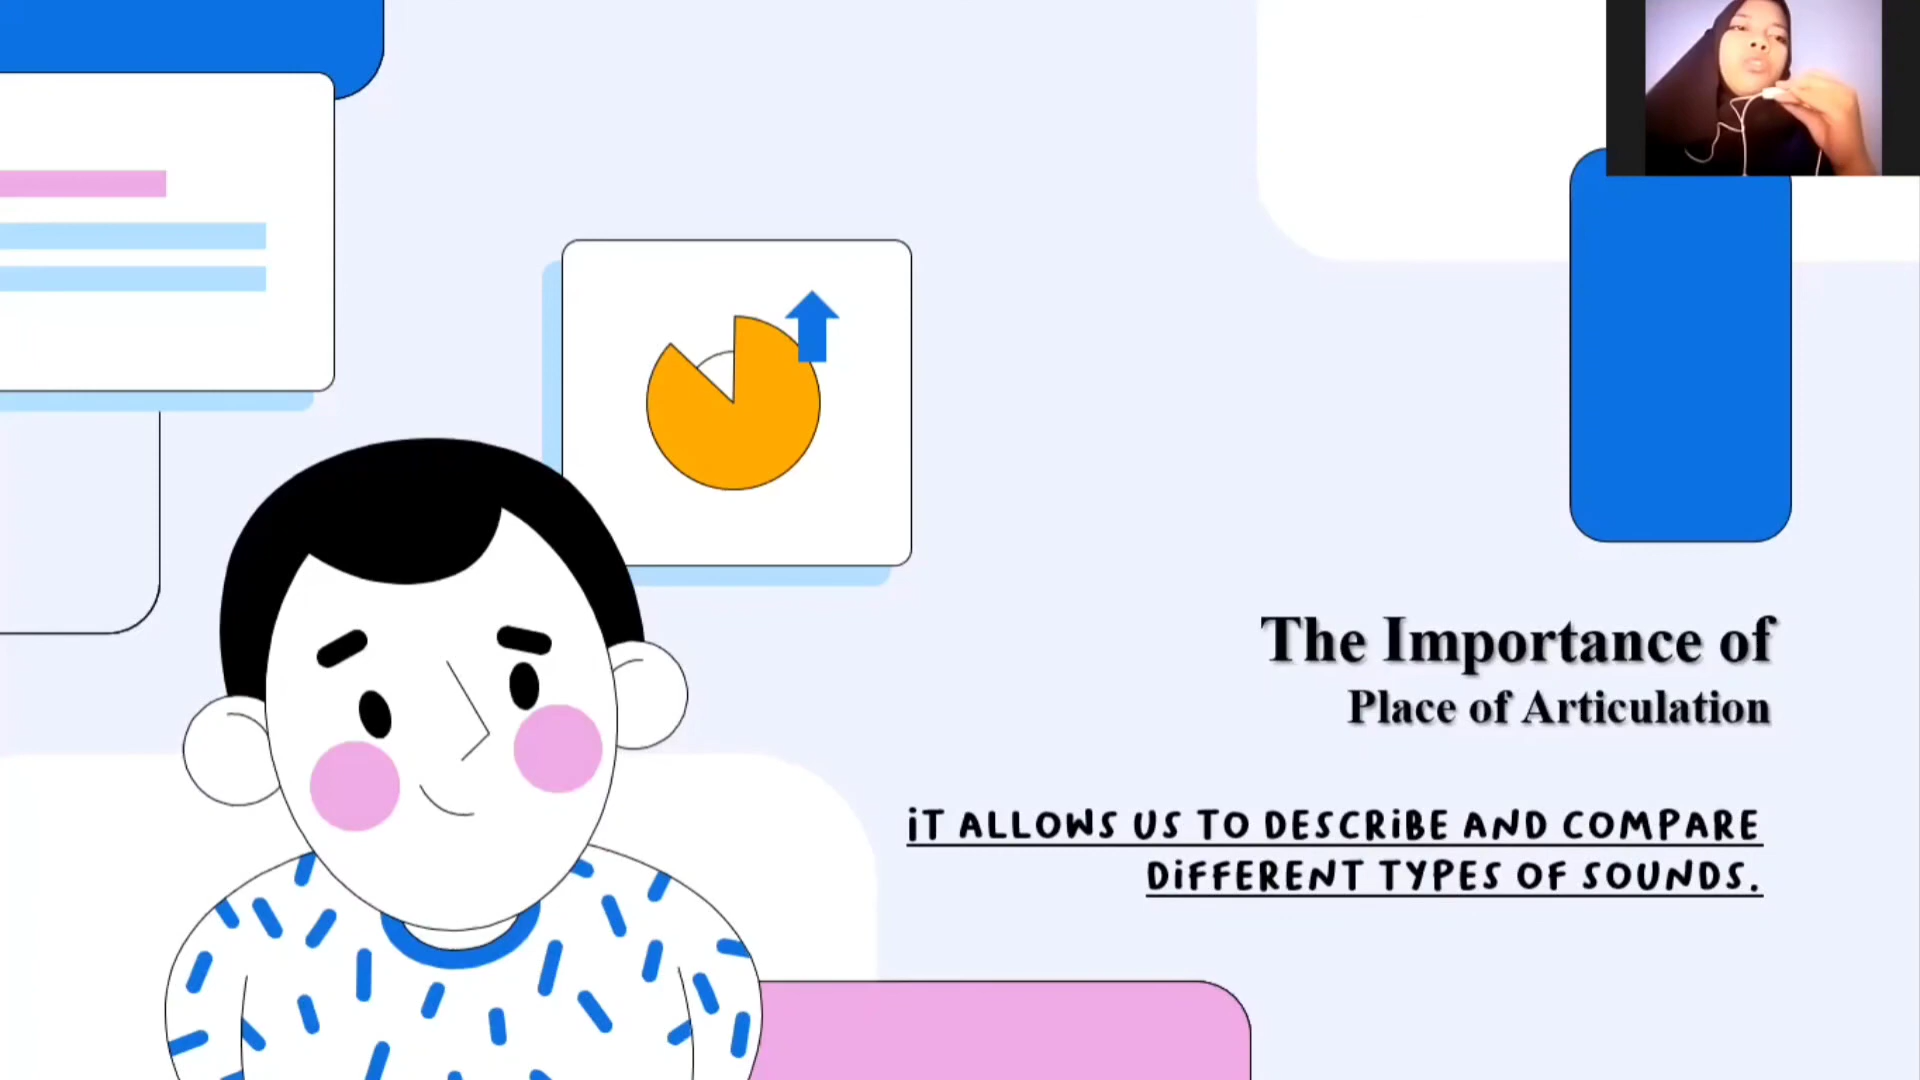 The Importance of
Place of Articulation
iT ALLOWS US TO DESCRiBE AND COMPARE
DiFFERENT TYPES OF SOUNDS.